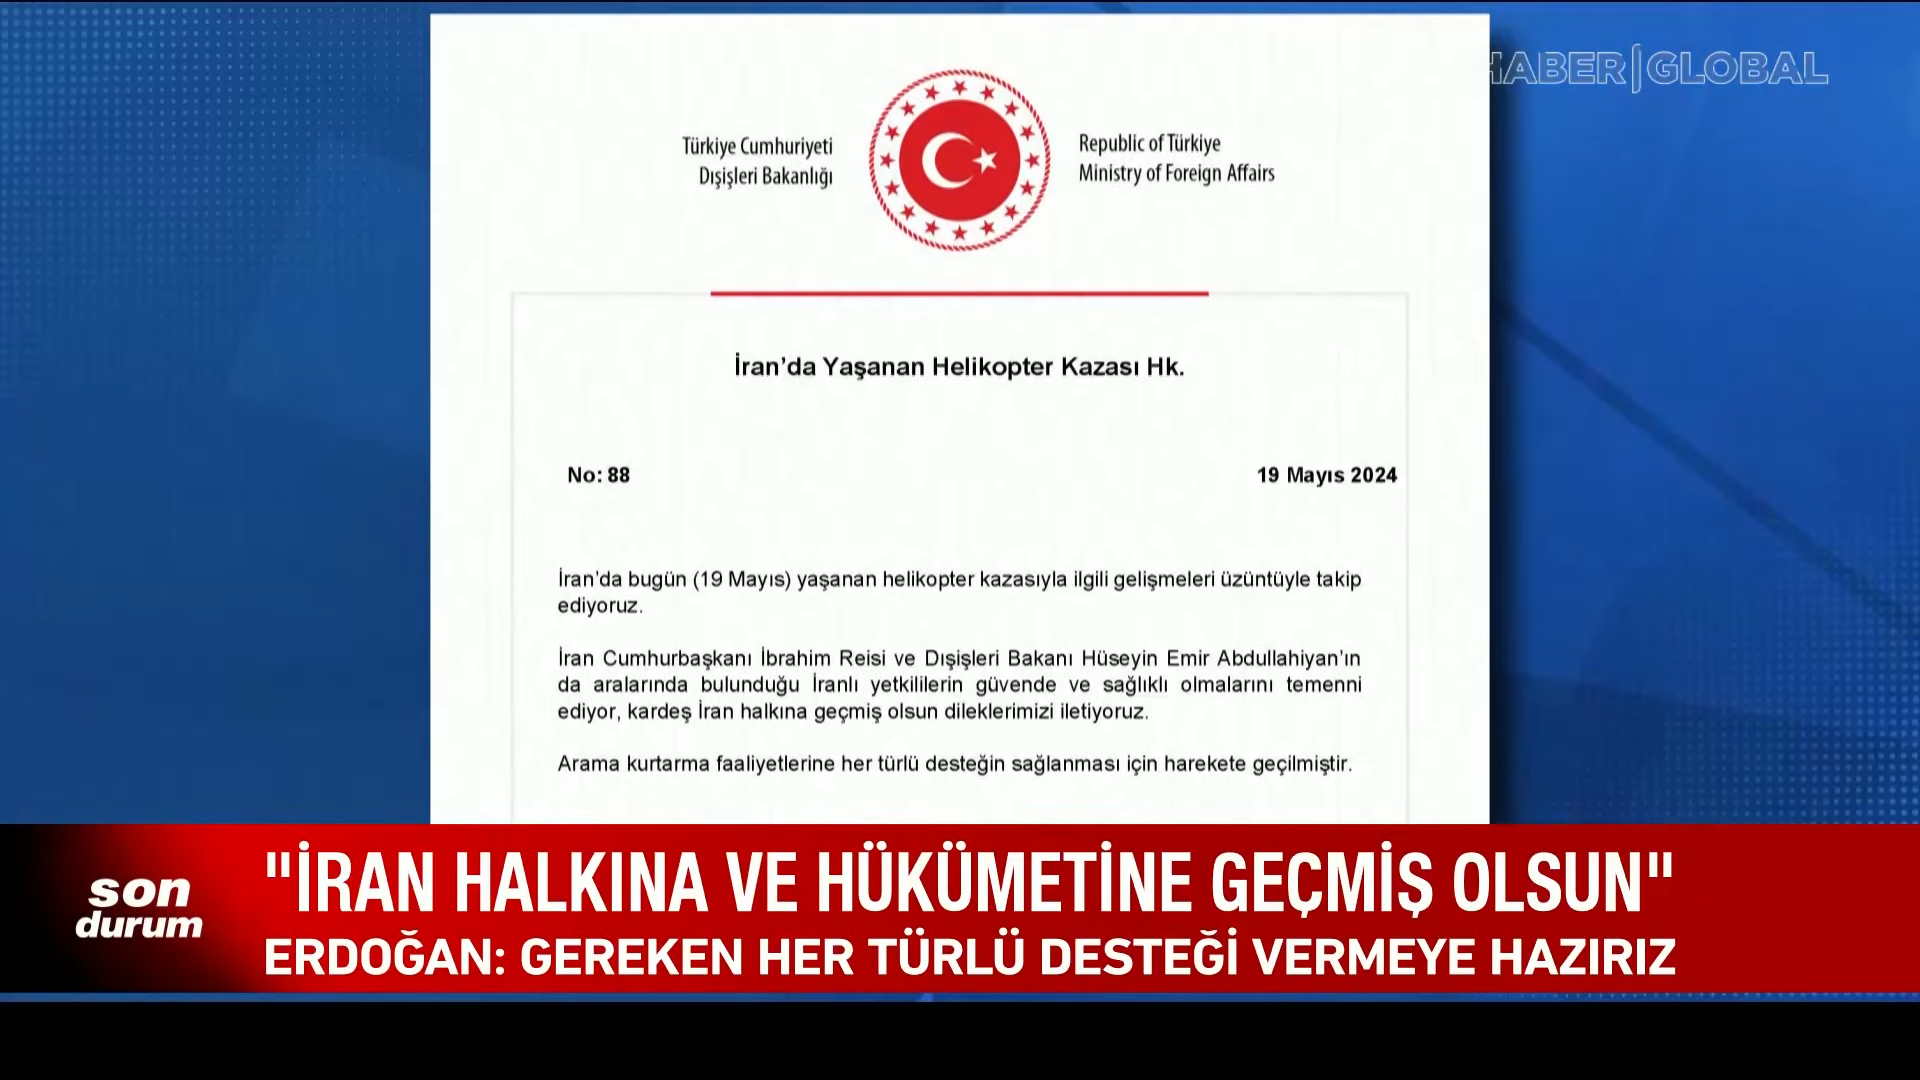 HABER|GLOBAL
Türkiye Cumhuriyeti
Dışişleri Bakanlığı
Republic of Türkiye
Ministry of Foreign Affairs
İran'da Yaşanan Helikopter Kazası Hk.
No: 88
19 Mayıs 2024
İran'da bugün (19 Mayıs) yaşanan helikopter kazasıyla ilgili gelişmeleri üzüntüyle takip
ediyoruz.
İran Cumhurbaşkanı İbrahim Reisi ve Dışişleri Bakanı Hüseyin Emir Abdullahiyan'ın
da aralarında bulunduğu İranlı yetkililerin güvende ve sağlıklı olmalarını temenni
ediyor, kardeş İran halkına geçmiş olsun dileklerimizi iletiyoruz.
Arama kurtarma faaliyetlerine her türlü desteğin sağlanması için harekete geçilmiştir.
son
durum
"İRAN HALKINA VE HÜKÜMETİNE GEÇMİŞ OLSUN"
ERDOĞAN: GEREKEN HER TÜRLÜ DESTEĞİ VERMEYE HAZIRIZ